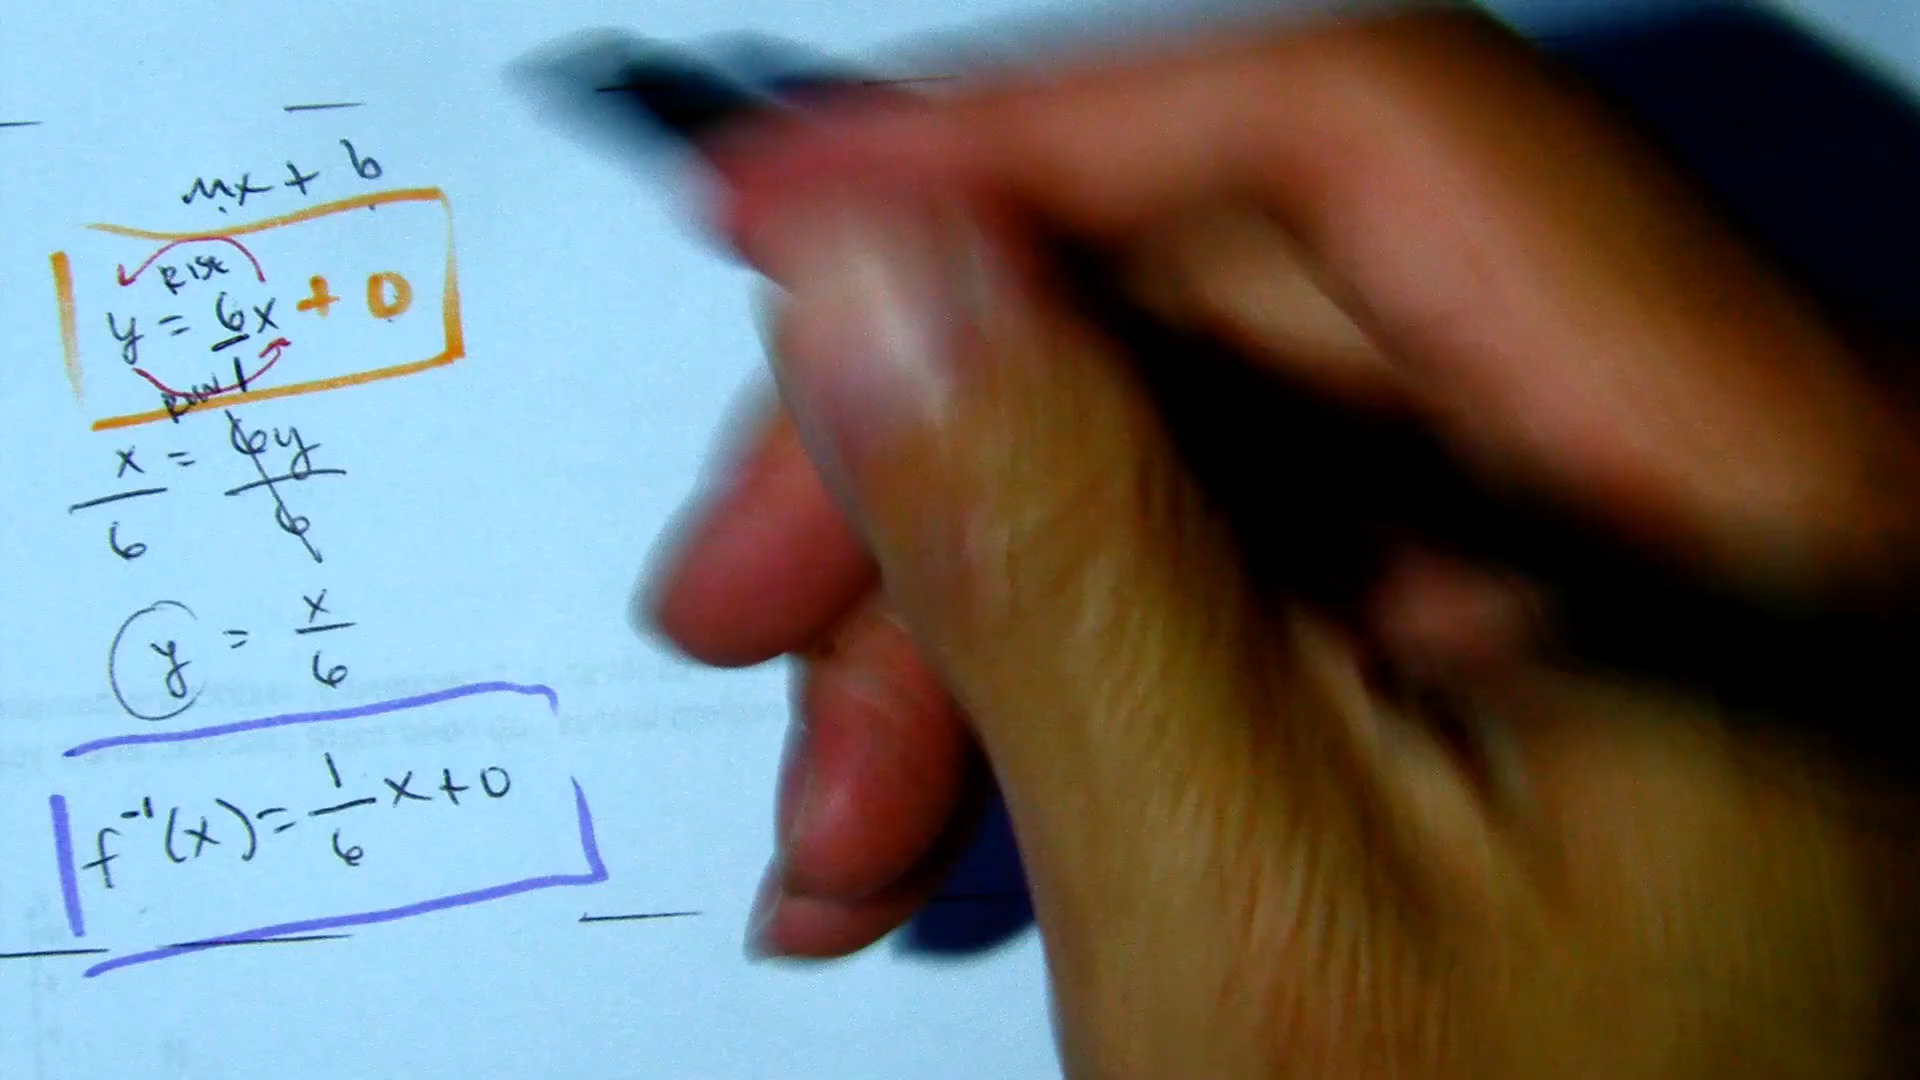 mx + b
RISE
y = 6x + 0
RUN 1
x = 6y
6 6
y = x
6
f⁻¹(x) = 1/6 x + 0